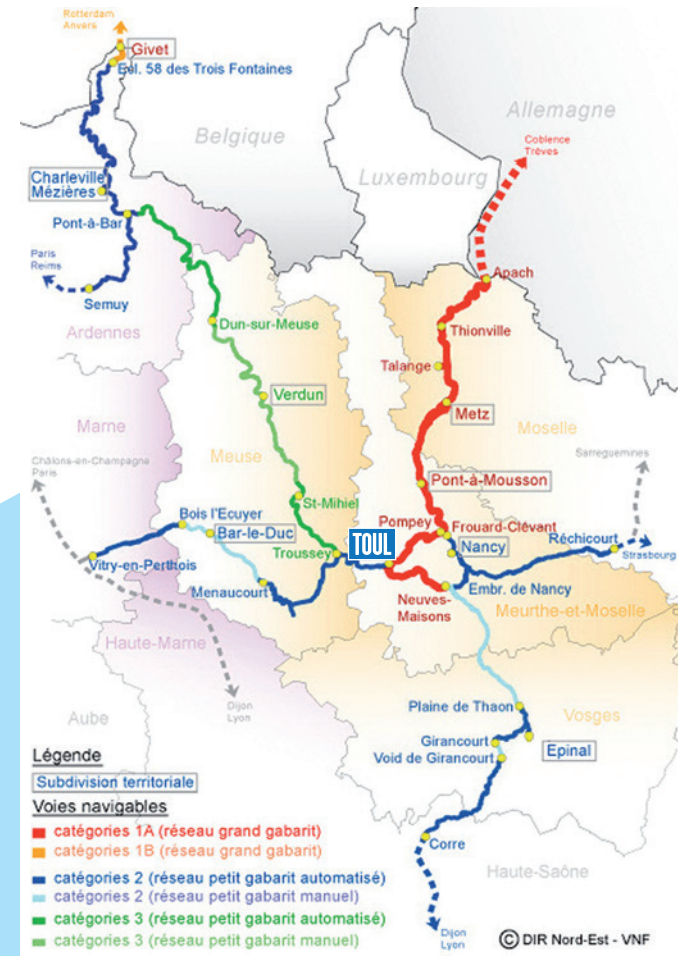 Rotterdam
Anvers
Givet
Ecl. 58 des Trois Fontaines
Allemagne
Belgique
Coblence
Trèves
Luxembourg
Charleville
Mézières
Pont-à-Bar
Paris
Reims
Semuy
Apach
Ardennes
Dun-sur-Meuse
Thionville
Talange
Verdun
Metz
Marne
Moselle
Meuse
Châlons-en-Champagne
Paris
Sarreguemines
Pont-à-Mousson
St-Mihiel
Bois l'Ecuyer
Pompey
Frouard-Clévant
Bar-le-Duc
TOUL
Nancy
Réchicourt
Troussey
Strasbourg
Vitry-en-Perthois
Menaucourt
Embr. de Nancy
Neuves-
Maisons
Meurthe-et-Moselle
Haute-Marne
Dijon
Lyon
Plaine de Thaon
Vosges
Aube
Girancourt
Epinal
Void de Girancourt
Légende
Subdivision territoriale
Voies navigables
catégories 1A (réseau grand gabarit)
catégories 1B (réseau grand gabarit)
catégories 2 (réseau petit gabarit automatisé)
catégories 2 (réseau petit gabarit manuel)
catégories 3 (réseau petit gabarit automatisé)
catégories 3 (réseau petit gabarit manuel)
Corre
Haute-Saône
Dijon
Lyon
© DIR Nord-Est - VNF